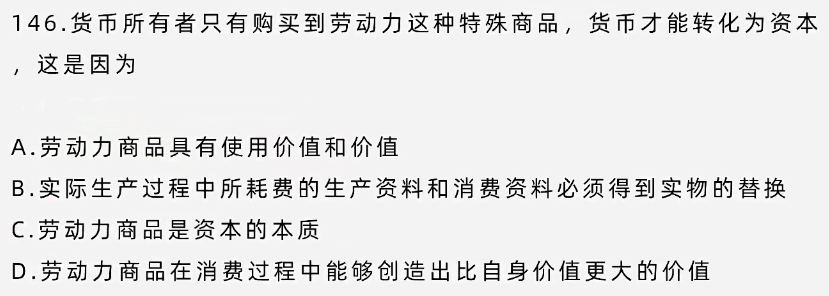 146.货币所有者只有购买到劳动力这种特殊商品，货币才能转化为资本
，这是因为
A.劳动力商品具有使用价值和价值
B.实际生产过程中所耗费的生产资料和消费资料必须得到实物的替换
C.劳动力商品是资本的本质
D.劳动力商品在消费过程中能够创造出比自身价值更大的价值